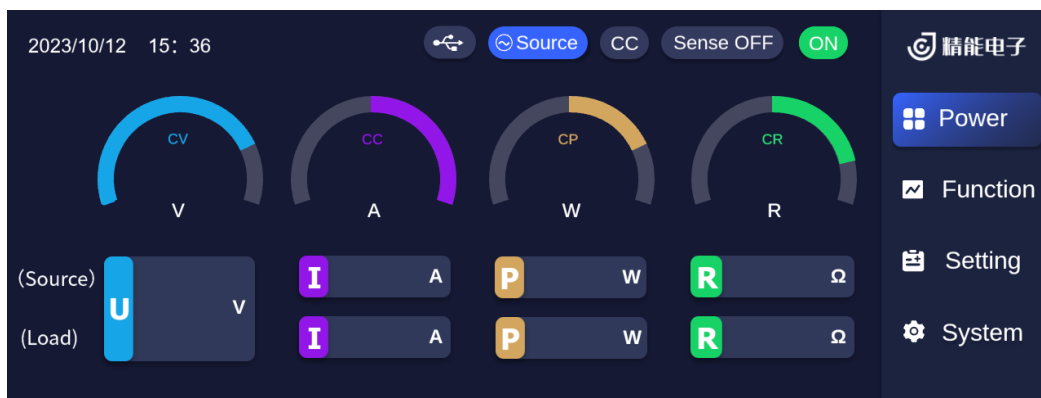 2023/10/12 15: 36
Source
CC
Sense OFF
ON
精能电子
CV
CC
CP
CR
V
A
W
R
Power
Function
Setting
System
(Source)
(Load)
U
V
I
A
P
W
R
Ω
I
A
P
W
R
Ω